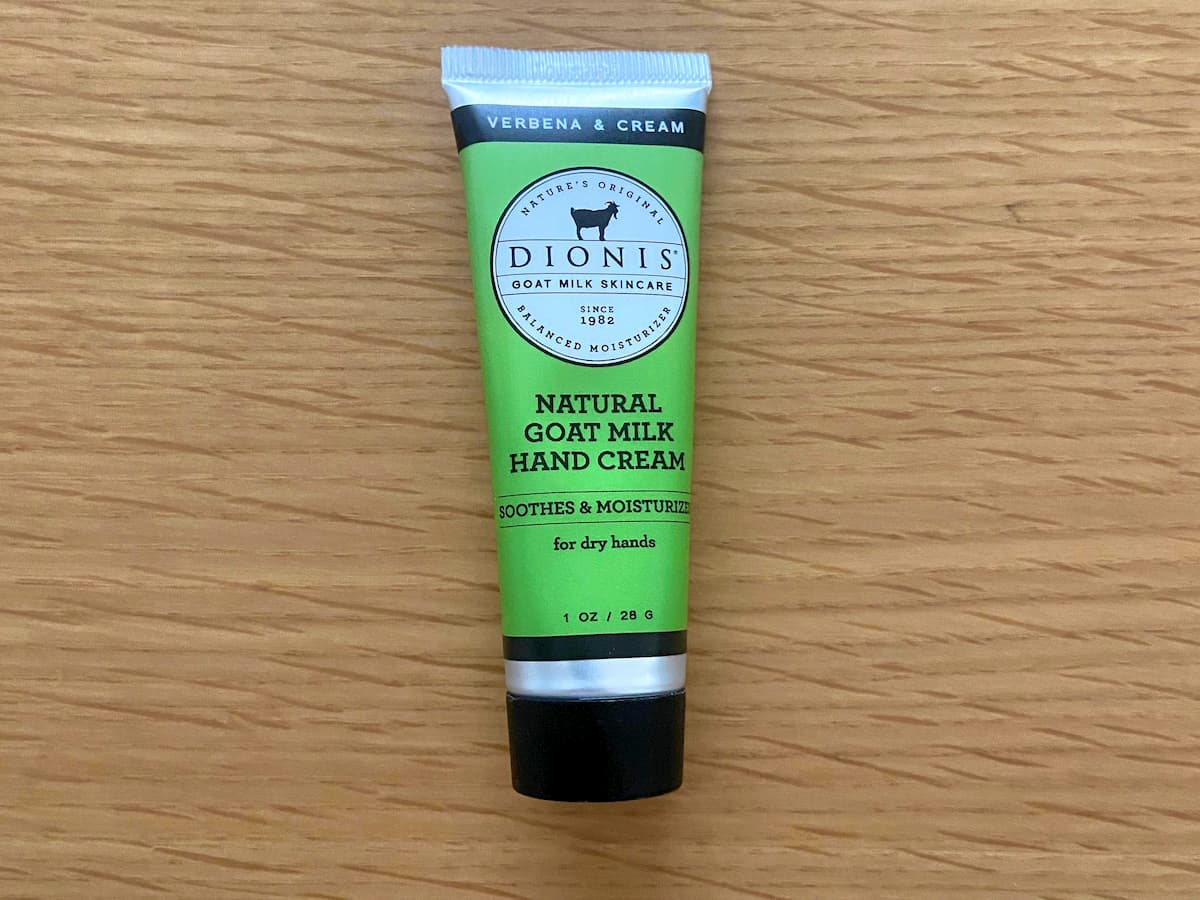 VERBENA & CREAM
NATURE'S ORIGINAL
DIONIS®
GOAT MILK SKINCARE
SINCE
1982
BALANCED MOISTURIZER
NATURAL
GOAT MILK
HAND CREAM
SOOTHES & MOISTURIZE
for dry hands
1 OZ / 28 G